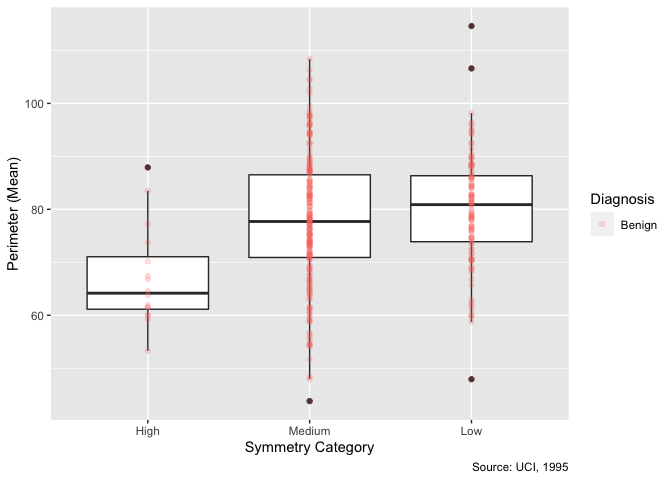 100
80
60
Perimeter (Mean)
High
Medium
Low
Symmetry Category
Diagnosis
Benign
Source: UCI, 1995